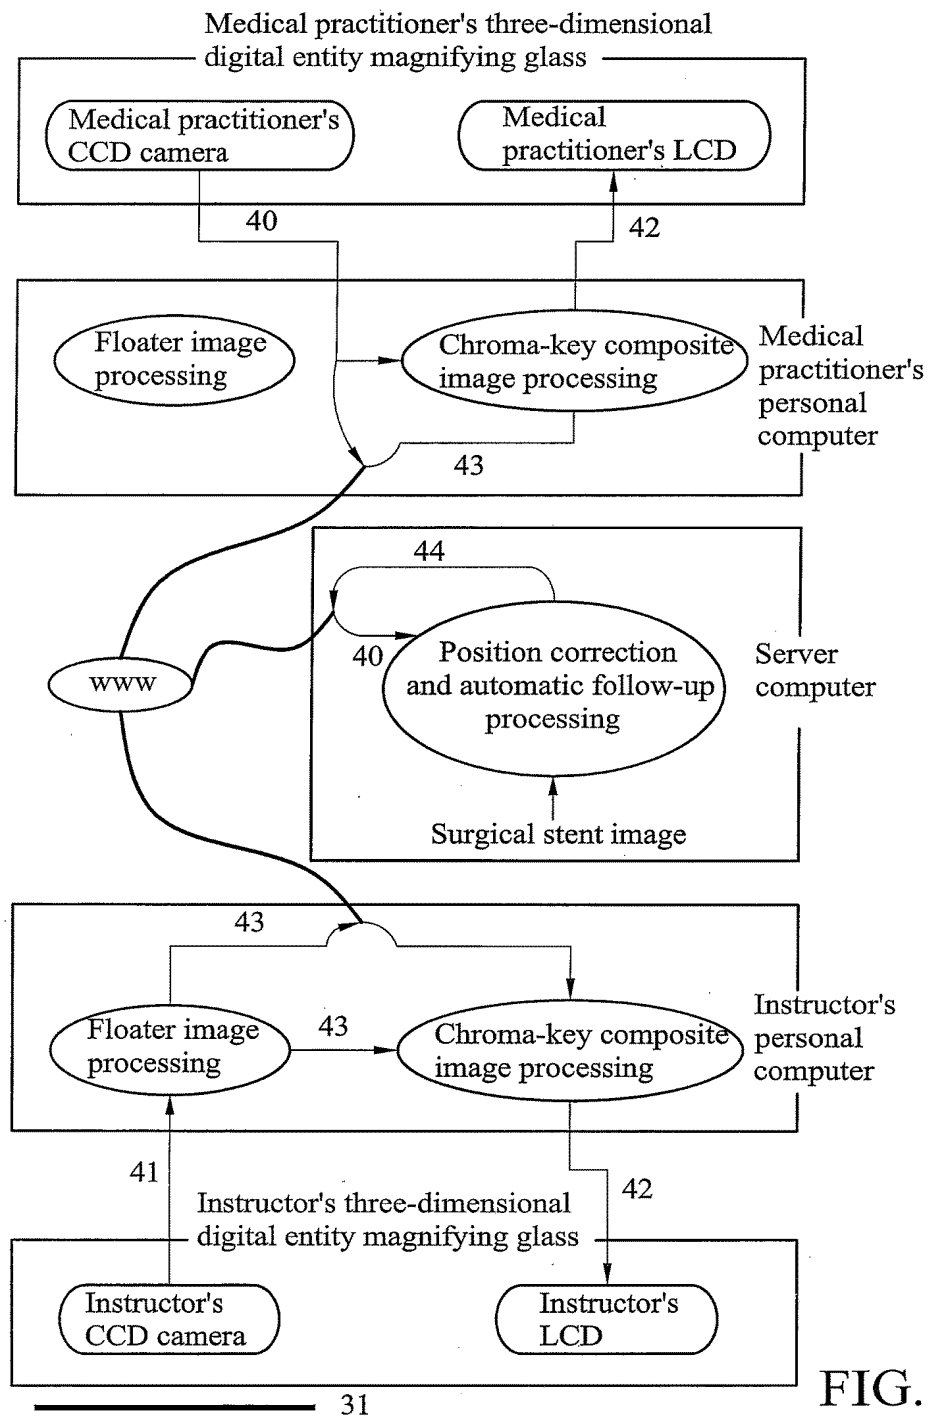 Medical practitioner's three-dimensional
digital entity magnifying glass
Medical practitioner's
CCD camera
Medical
practitioner's LCD
40
42
Floater image
processing
Chroma-key composite
image processing
Medical
practitioner's
personal
computer
43
44
40
Position correction
and automatic follow-up
processing
Server
computer
www
Surgical stent image
43
Floater image
processing
43
Chroma-key composite
image processing
Instructor's
personal
computer
41
42
Instructor's three-dimensional
digital entity magnifying glass
Instructor's
CCD camera
Instructor's
LCD
FIG.
31